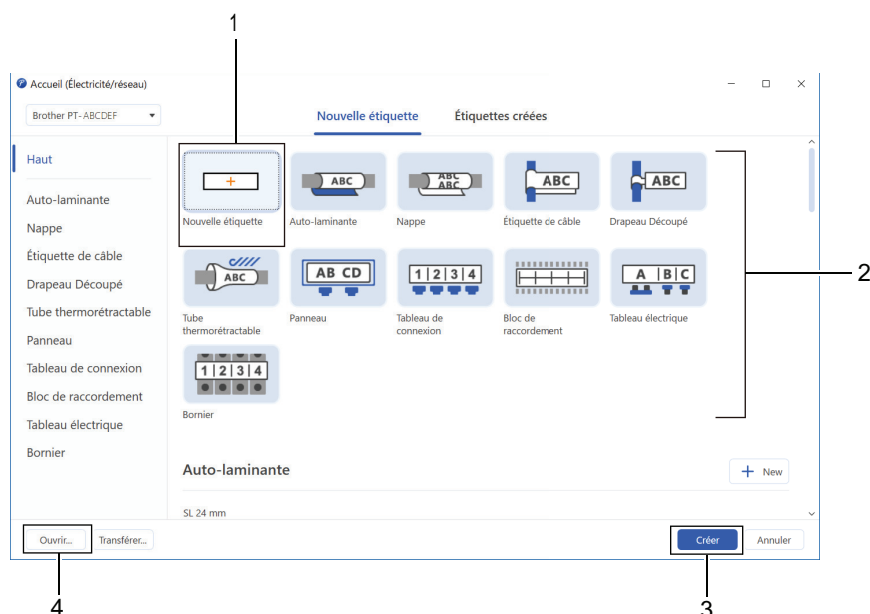 1
Accueil (Électricité/réseau)
Brother PT-ABCDEF
Nouvelle étiquette
Étiquettes créées
Haut
Auto-laminante
Nappe
Étiquette de câble
Drapeau Découpé
Tube thermorétractable
Panneau
Tableau de connexion
Bloc de raccordement
Tableau électrique
Bornier
Nouvelle étiquette
ABC
Auto-laminante
ABC
ABC
Nappe
ABC
Étiquette de câble
ABC
Drapeau Découpé
2
ABC
Tube
thermorétractable
AB CD
Panneau
1|2|3|4
Tableau de
connexion
Bloc de
raccordement
A |B|C
Tableau électrique
1|2|3|4
Bornier
Auto-laminante
+ New
SL 24 mm
Ouvrir...
Transférer...
Créer
Annuler
4
3